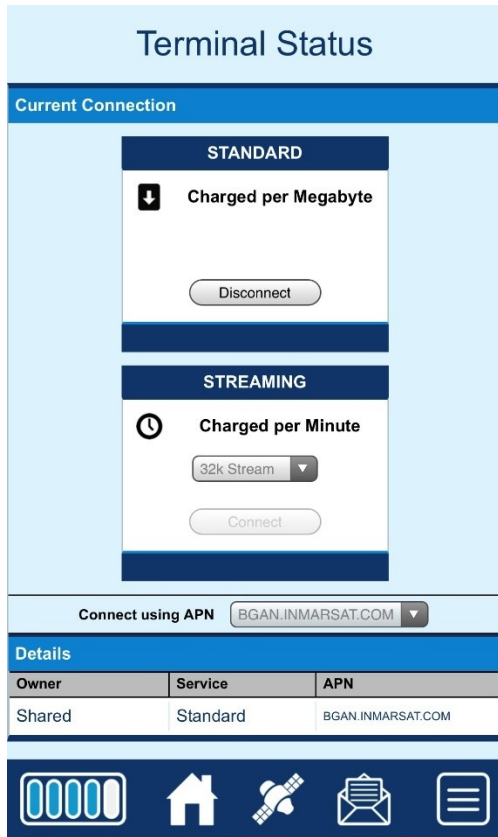 Terminal Status
Current Connection
STANDARD
Charged per Megabyte
Disconnect
STREAMING
Charged per Minute
32k Stream
Connect
Connect using APN BGAN.INMARSAT.COM
Details
Owner Service APN
Shared Standard BGAN.INMARSAT.COM